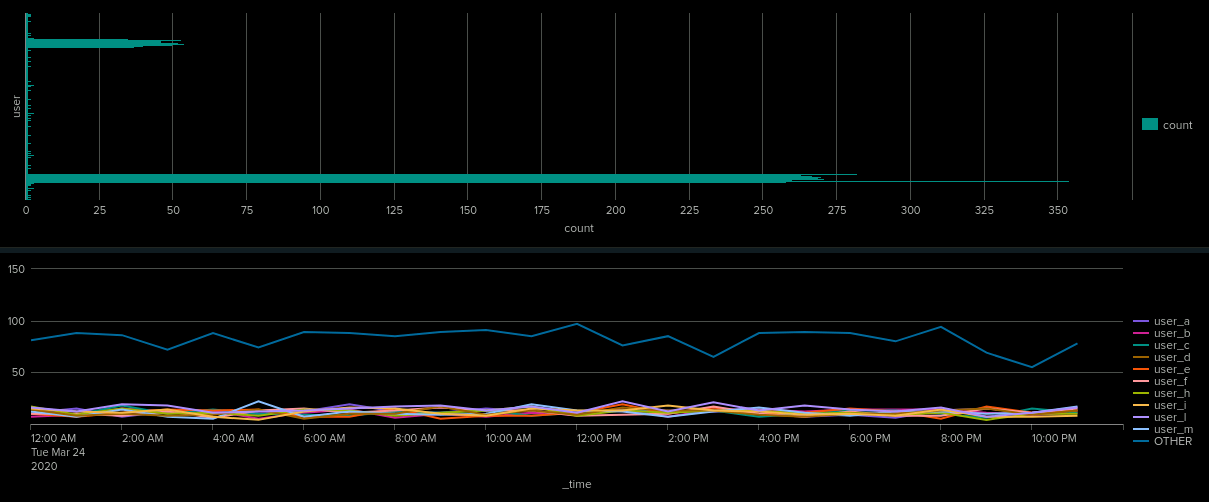 user
0 25 50 75 100 125 150 175 200 225 250 275 300 325 350
count
count
150
100
50
12:00 AM 2:00 AM 4:00 AM 6:00 AM 8:00 AM 10:00 AM 12:00 PM 2:00 PM 4:00 PM 6:00 PM 8:00 PM 10:00 PM
Tue Mar 24
2020
_time
user_a
user_b
user_c
user_d
user_e
user_f
user_h
user_i
user_l
user_m
OTHER